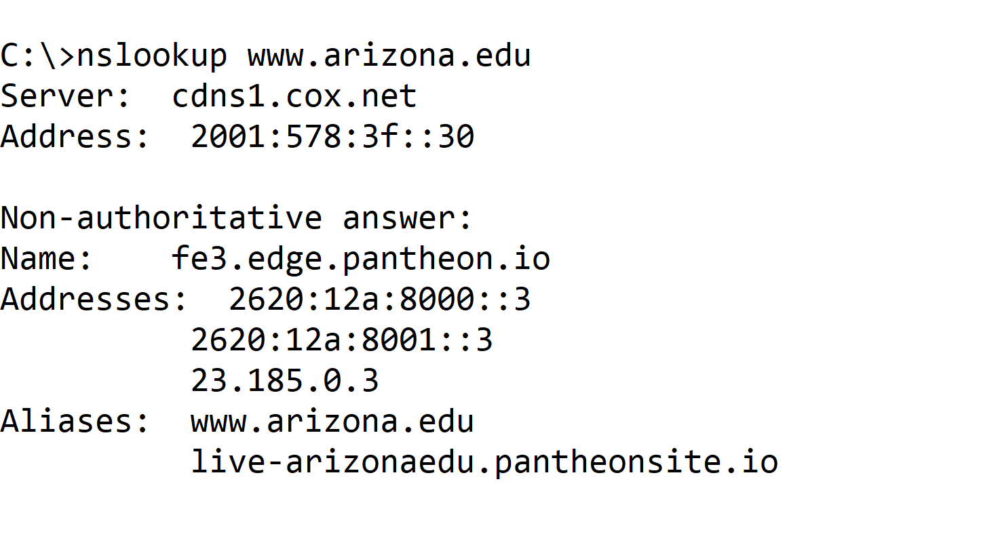 C:\>nslookup www.arizona.edu
Server:  cdns1.cox.net
Address:  2001:578:3f::30

Non-authoritative answer:
Name:    fe3.edge.pantheon.io
Addresses:  2620:12a:8000::3
          2620:12a:8001::3
          23.185.0.3
Aliases:  www.arizona.edu
          live-arizonaedu.pantheonsite.io